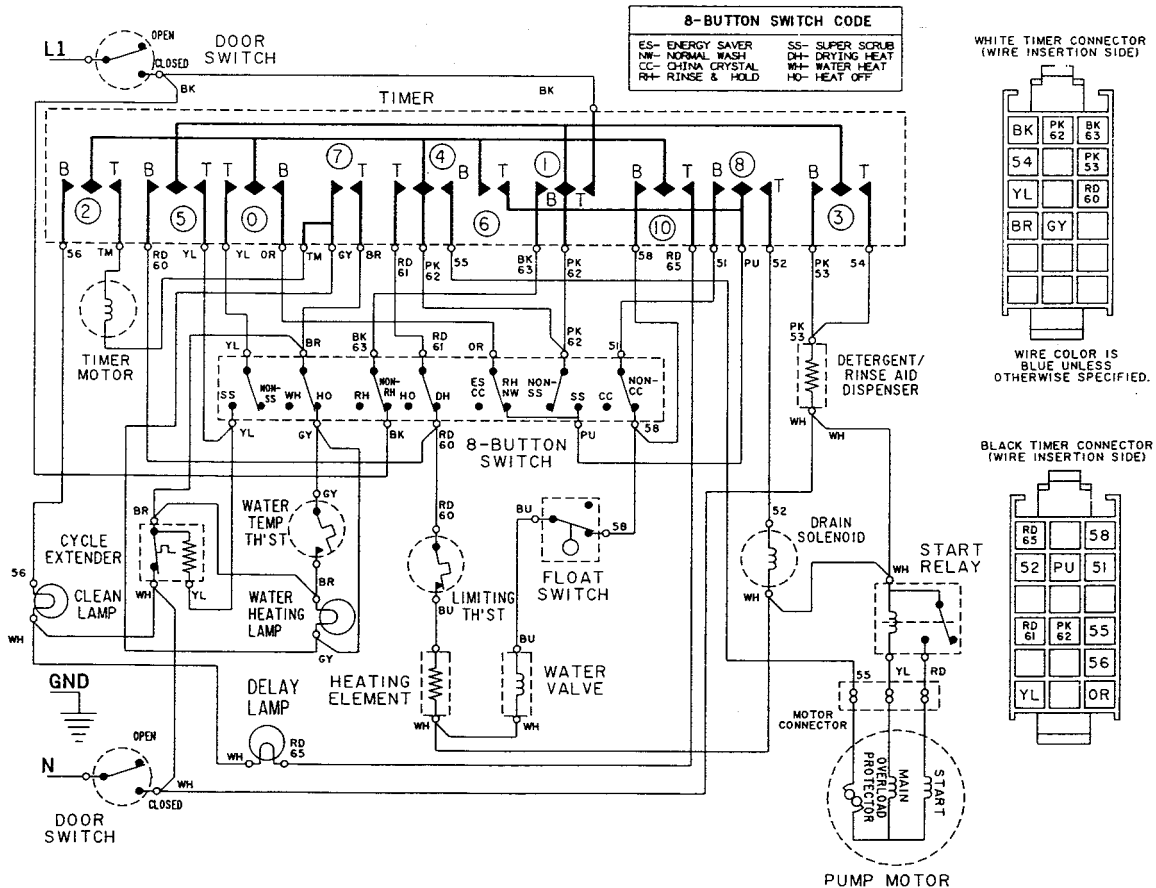 8-BUTTON SWITCH CODE
ES- ENERGY SAVER SS- SUPER SCRUB
NW- NORMAL WASH DH- DRYING HEAT
CC- CHINA CRYSTAL WH- WATER HEAT
RH- RINSE & HOLD HO- HEAT OFF
L1
OPEN
DOOR
SWITCH
CLOSED
BK
BK
TIMER
WHITE TIMER CONNECTOR
(WIRE INSERTION SIDE)
BK PK 62 BK 63
54 PK 53
YL RD 60
BR GY
WIRE COLOR IS
BLUE UNLESS
OTHERWISE SPECIFIED.
7 4 1 8
B T B T T B B T T B T B T B T B T B T
2 5 0 6 10 3
56 TM RD 60 YL YL OR TM GY BR RD 61 PK 62 55 BK 63 PK 62 58 RD 65 51 PU 52 PK 53 54
TIMER
MOTOR
YL BR BK 63 RD 61 OR PK 62 51
PK 53
DETERGENT/
RINSE AID
DISPENSER
SS NON-SS WH HO RH NON-RH HO DH ES CC RH NW NON-SS SS CC NON-CC
YL GY BK RD 60 PU 58
WH WH
8-BUTTON
SWITCH
BLACK TIMER CONNECTOR
(WIRE INSERTION SIDE)
RD 65 58
52 PU 51
RD 61 PK 62 55
56
YL OR
GY
WATER
TEMP
TH'ST
BR
RD 60
BU
58
FLOAT
SWITCH
52
DRAIN
SOLENOID
WH
CYCLE
EXTENDER
BR
WH
YL
56
CLEAN
LAMP
WH
BR
WATER
HEATING
LAMP
GY
LIMITING
TH'ST
BU
WH
START
RELAY
BU
HEATING
ELEMENT
WATER
VALVE
WH WH
55 YL RD
MOTOR
CONNECTOR
GND
DELAY
LAMP
WH RD 65
N
OPEN
CLOSED
WH
DOOR
SWITCH
OVERLOAD
PROTECTOR
MAIN
START
PUMP MOTOR